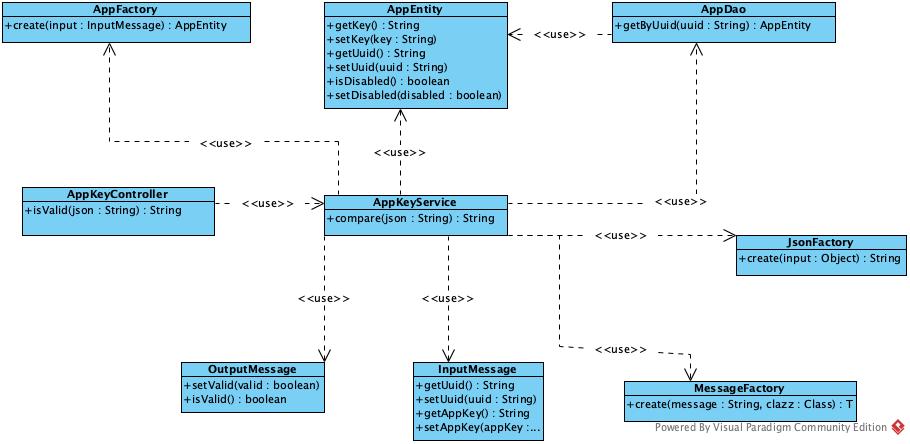 AppFactory
+create(input : InputMessage) : AppEntity
AppEntity
+getKey() : String
+setKey(key : String)
+getUuid() : String
+setUuid(uuid : String)
+isDisabled() : boolean
+setDisabled(disabled : boolean)
<<use>>
AppDao
+getByUuid(uuid : String) : AppEntity
<<use>>
<<use>>
AppKeyController
+isValid(json : String) : String
<<use>>
AppKeyService
+compare(json : String) : String
<<use>>
<<use>>
JsonFactory
+create(input : Object) : String
<<use>>
<<use>>
<<use>>
OutputMessage
+setValid(valid : boolean)
+isValid() : boolean
InputMessage
+getUuid() : String
+setUuid(uuid : String)
+getAppKey() : String
+setAppKey(appKey :...
MessageFactory
+create(message : String, clazz : Class) : T
Powered By Visual Paradigm Community Edition